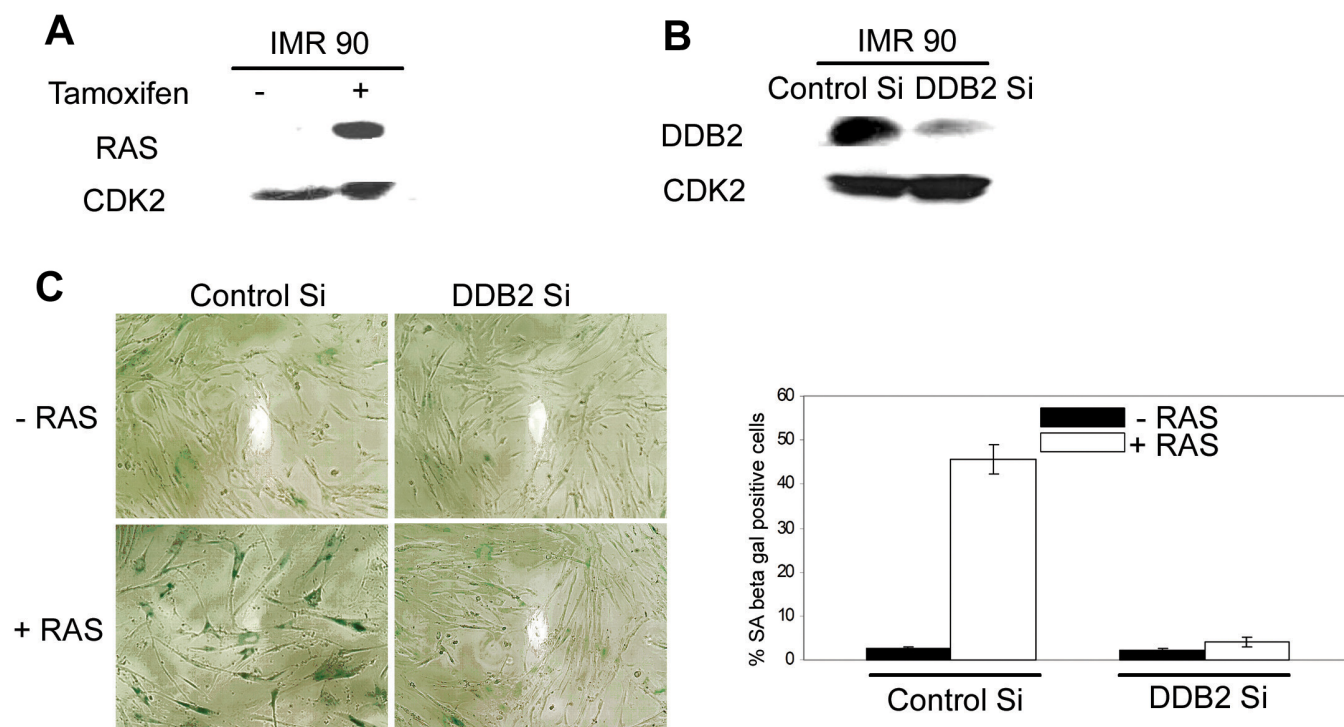 A
IMR 90
Tamoxifen - +
RAS
CDK2
B
IMR 90
Control Si DDB2 Si
DDB2
CDK2
C
Control Si DDB2 Si
- RAS
+ RAS
% SA beta gal positive cells
60
50
40
30
20
10
0
- RAS
+ RAS
Control Si
DDB2 Si